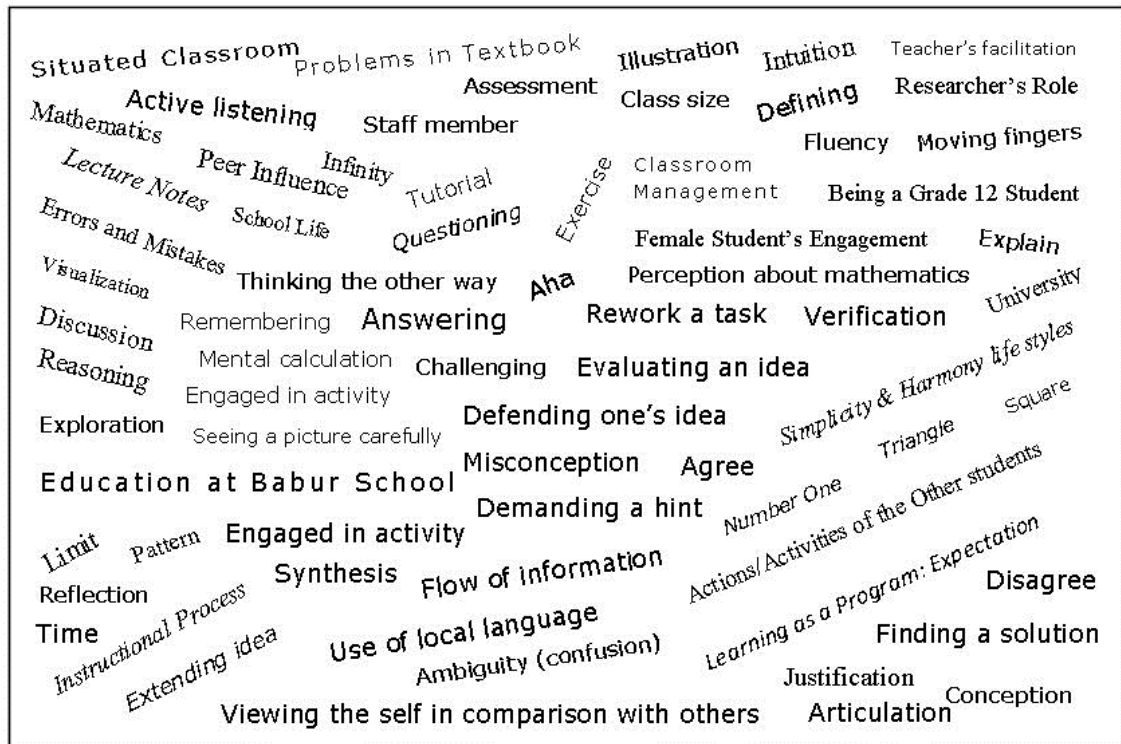 Situated Classroom
Problems in Textbook
Illustration
Intuition
Teacher's facilitation
Assessment
Class size
Defining
Researcher's Role
Active listening
Mathematics
Staff member
Fluency
Moving fingers
Lecture Notes
Peer Influence
Infinity
Tutorial
Exercise
Classroom
Management
Being a Grade 12 Student
School Life
Questioning
Errors and Mistakes
Female Student's Engagement
Explain
Visualization
Thinking the other way
Aha
Perception about mathematics
University
Discussion
Remembering
Answering
Rework a task
Verification
Reasoning
Mental calculation
Challenging
Evaluating an idea
Simplicity & Harmony life styles
Engaged in activity
Exploration
Seeing a picture carefully
Defending one's idea
Triangle
Square
Education at Babur School
Misconception
Agree
Demanding a hint
Number One
Actions/Activities of the Other students
Limit
Pattern
Engaged in activity
Reflection
Synthesis
Flow of information
Learning as a Program: Expectation
Disagree
Time
Instructional Process
Extending idea
Use of local language
Ambiguity (confusion)
Finding a solution
Justification
Conception
Viewing the self in comparison with others
Articulation